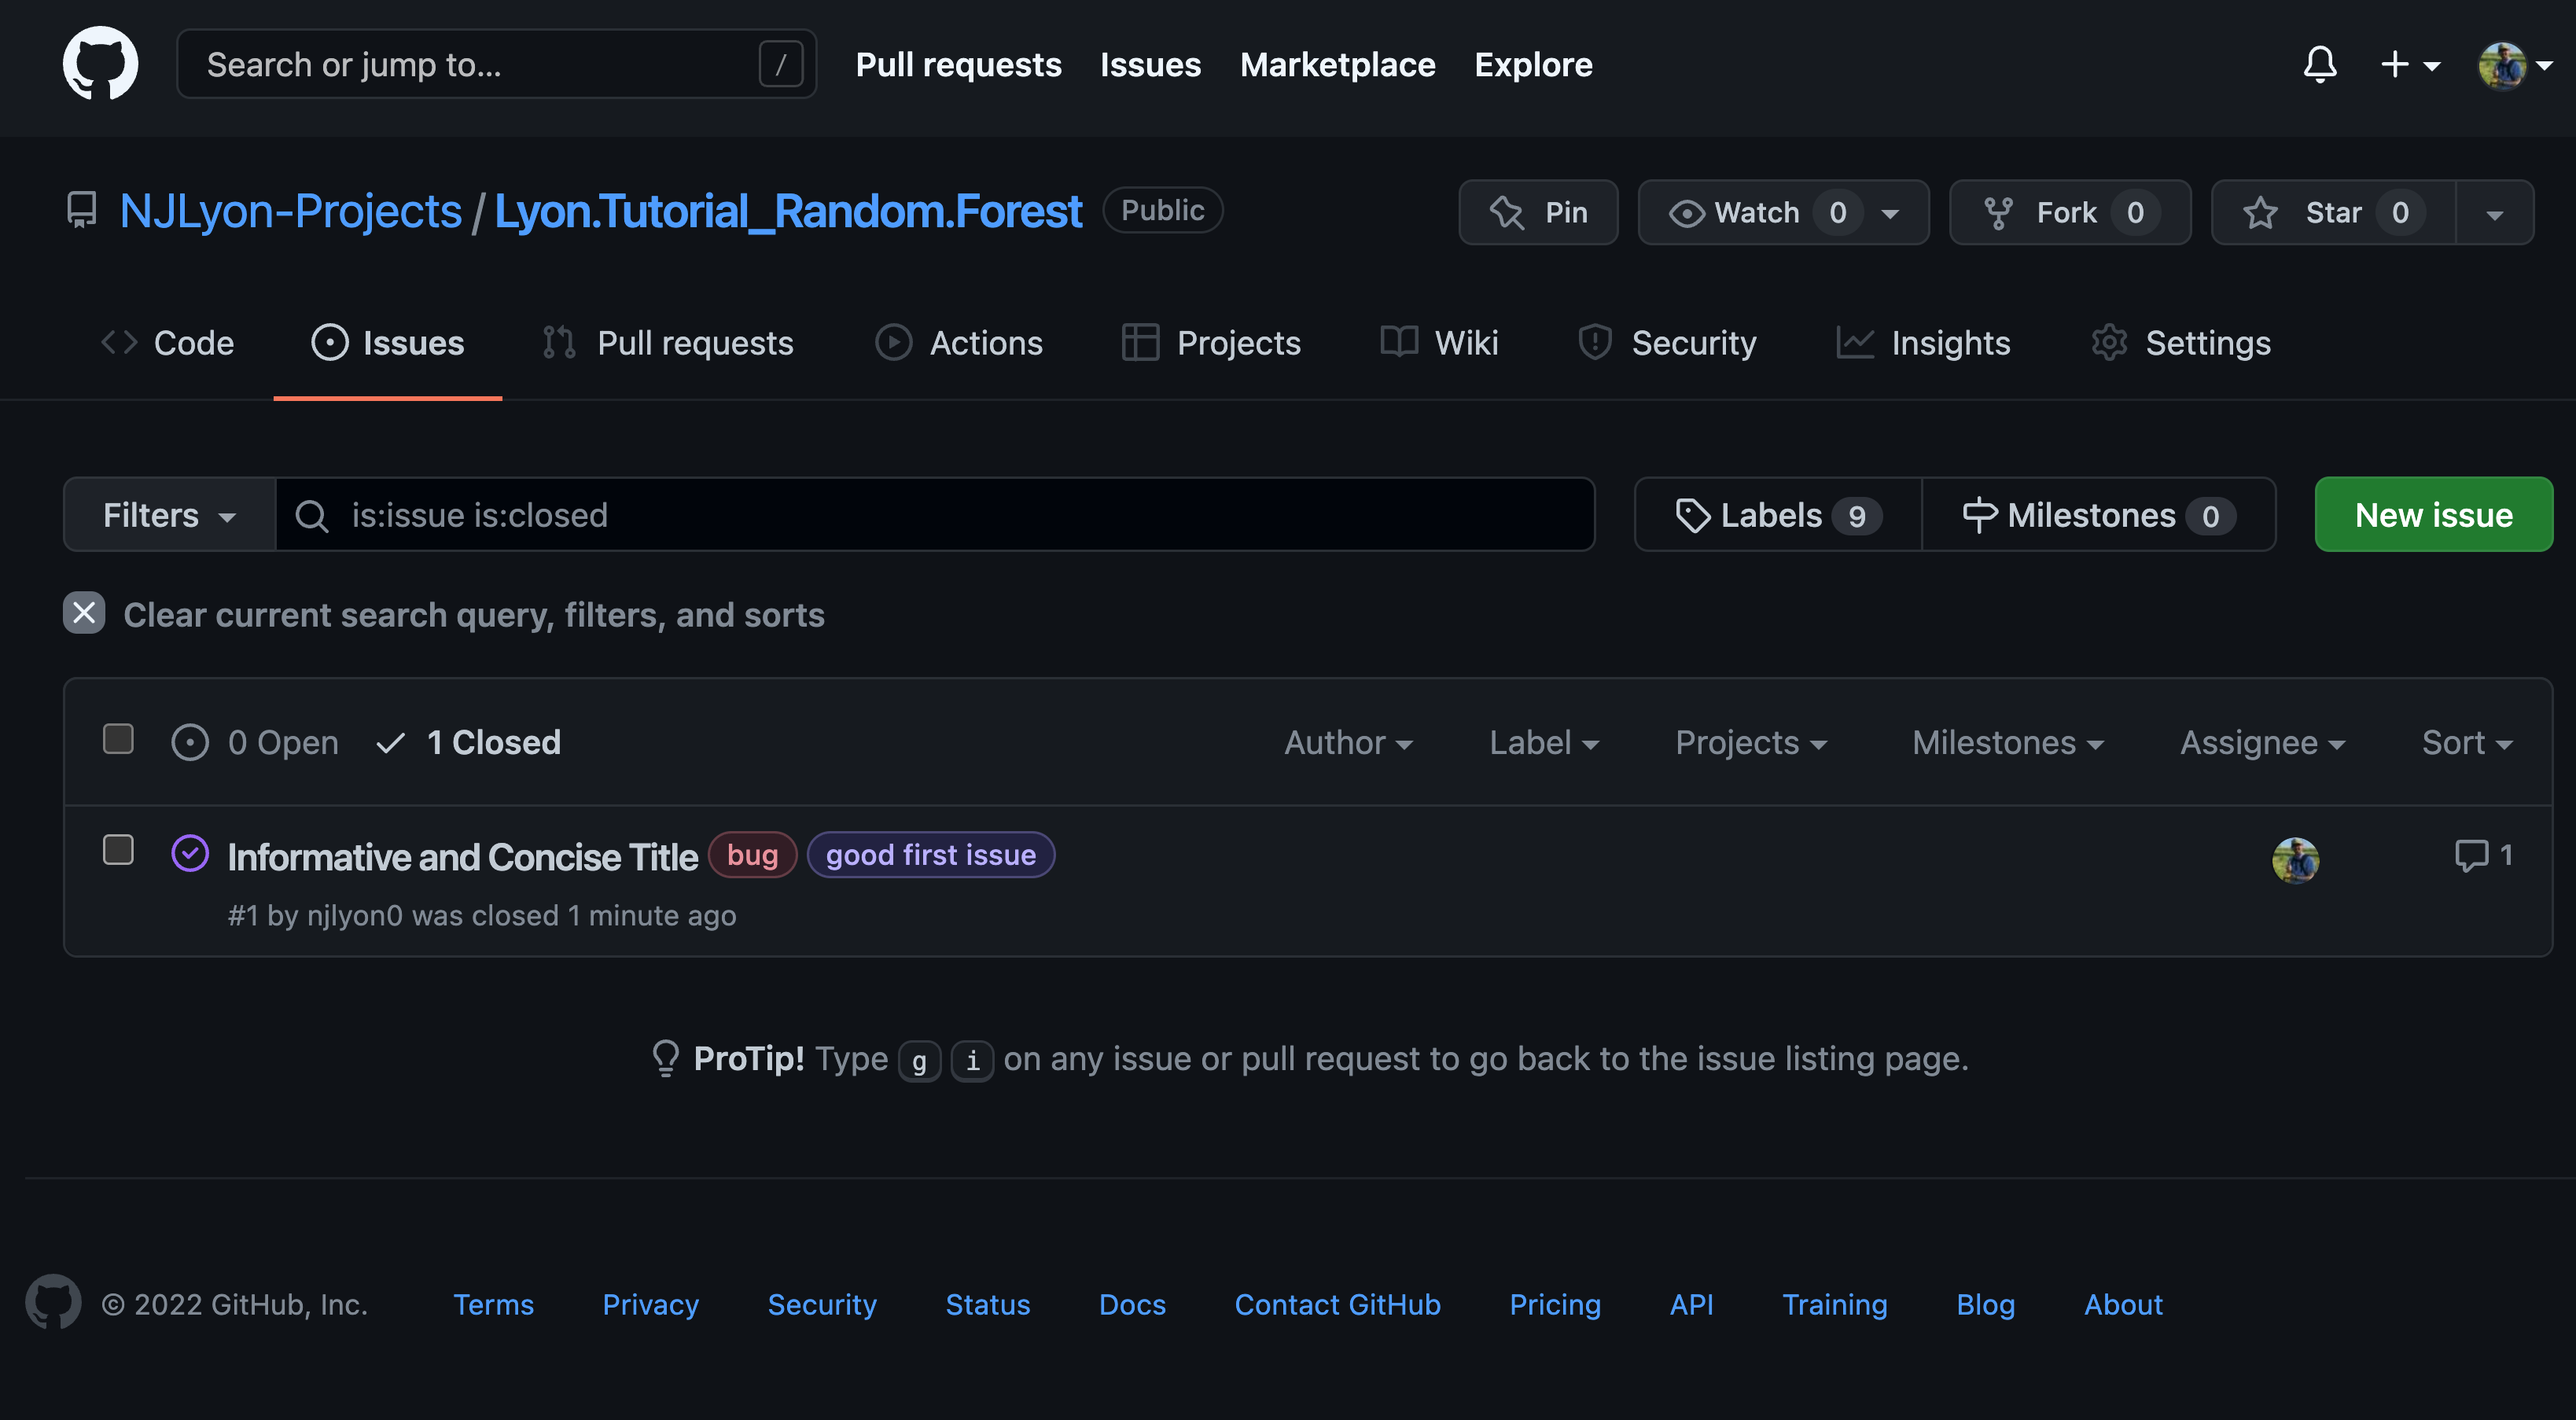 Search or jump to... / Pull requests Issues Marketplace Explore
NJLyon-Projects / Lyon.Tutorial_Random.Forest Public Pin Watch 0 Fork 0 Star 0
Code Issues Pull requests Actions Projects Wiki Security Insights Settings
Filters is:issue is:closed Labels 9 Milestones 0 New issue
Clear current search query, filters, and sorts
0 Open 1 Closed Author Label Projects Milestones Assignee Sort
Informative and Concise Title bug good first issue 1
#1 by njlyon0 was closed 1 minute ago
ProTip! Type g i on any issue or pull request to go back to the issue listing page.
© 2022 GitHub, Inc. Terms Privacy Security Status Docs Contact GitHub Pricing API Training Blog About